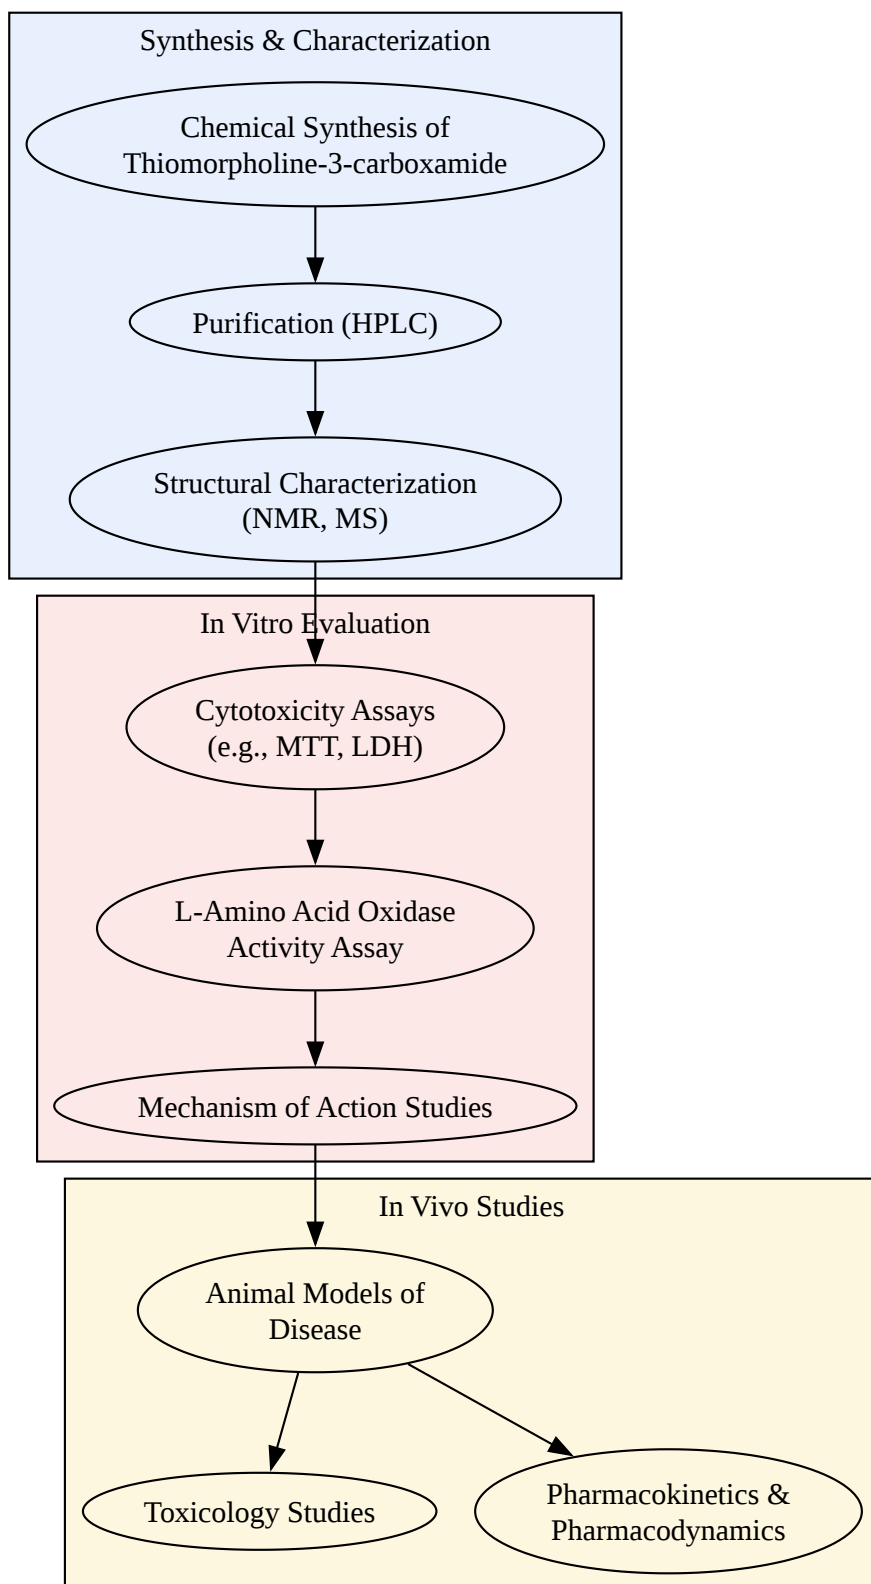 Synthesis & Characterization
Chemical Synthesis of
Thiomorpholine-3-carboxamide
Purification (HPLC)
Structural Characterization
(NMR, MS)
In Vitro Evaluation
Cytotoxicity Assays
(e.g., MTT, LDH)
L-Amino Acid Oxidase
Activity Assay
Mechanism of Action Studies
In Vivo Studies
Animal Models of
Disease
Toxicology Studies
Pharmacokinetics &
Pharmacodynamics